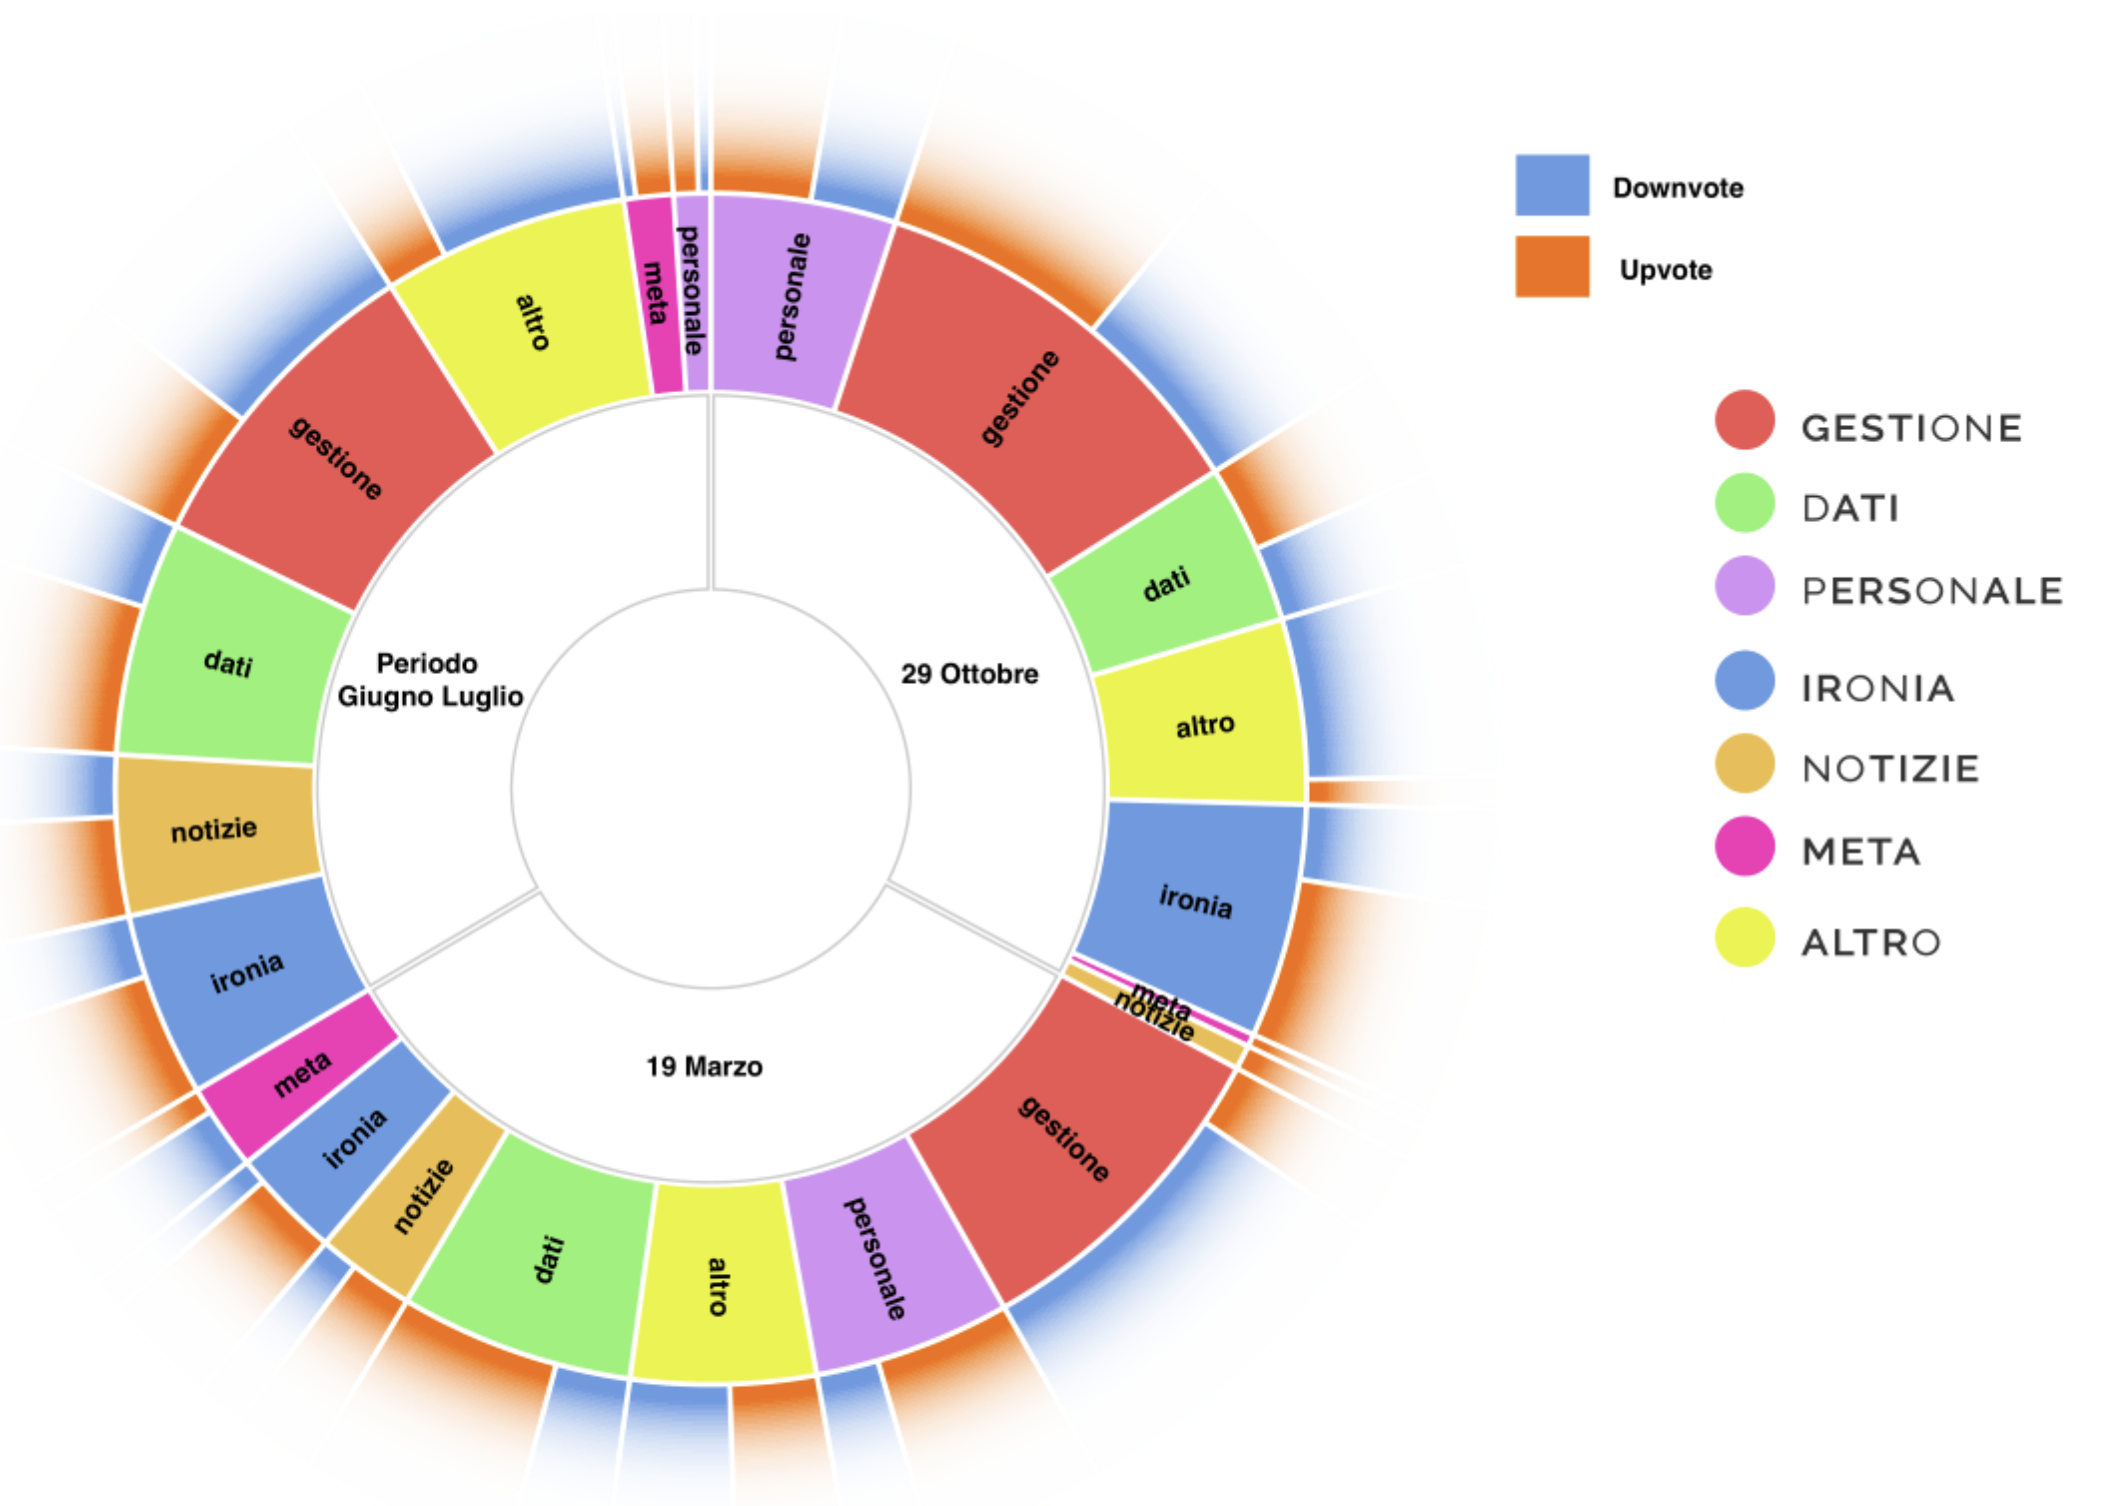 personale
gestione
dati
altro
ironia
meta
notizie
gestione
personale
altro
dati
notizie
ironia
meta
ironia
notizie
dati
gestione
altro
meta
personale
29 Ottobre
19 Marzo
Periodo
Giugno Luglio
Downvote
Upvote
GESTIONE
DATI
PERSONALE
IRONIA
NOTIZIE
META
ALTRO